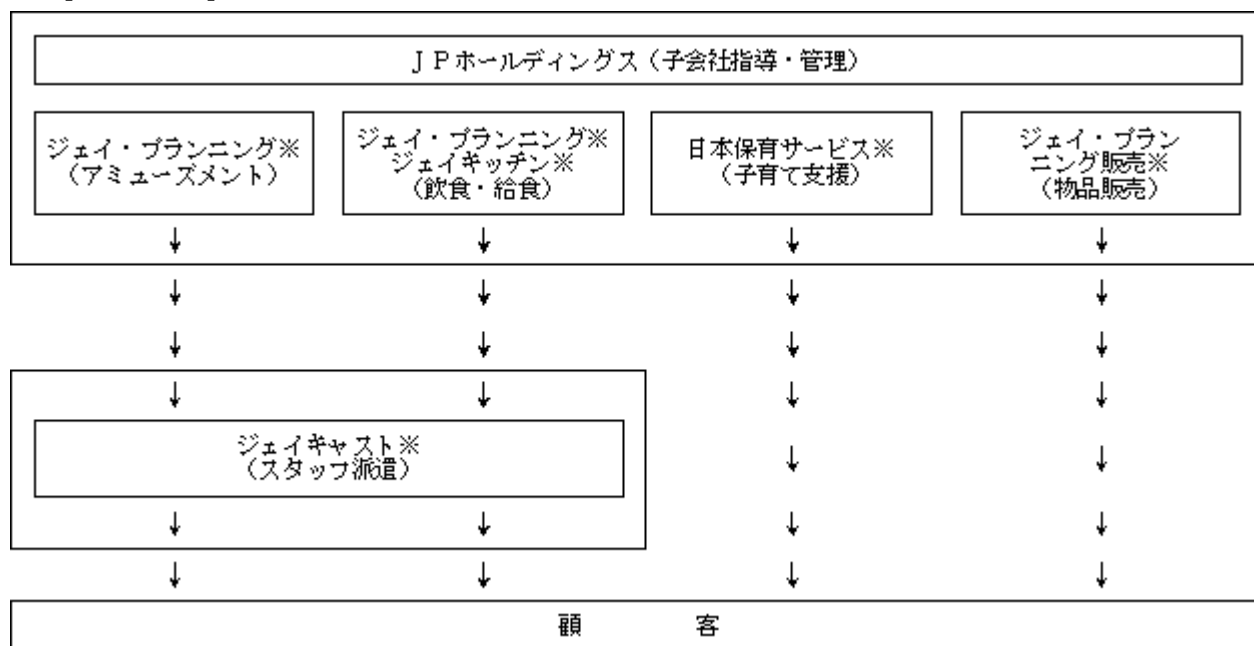 ＪＰホールディングス（子会社指導・管理）
ジェイ・プランニング※
（アミューズメント）
ジェイ・プランニング※
ジェイキッチン※
（飲食・給食）
日本保育サービス※
（子育て支援）
ジェイ・プラン
ニング販売※
（物品販売）
ジェイキャスト※
（スタッフ派遣）
顧　　客